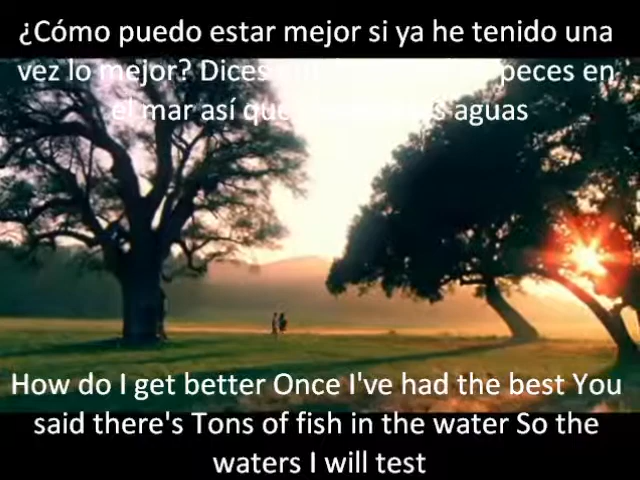 ¿Cómo puedo estar mejor si ya he tenido una
vez lo mejor? Dices peces en
el mar así que aguas
How do I get better Once I've had the best You
said there's Tons of fish in the water So the
waters I will test